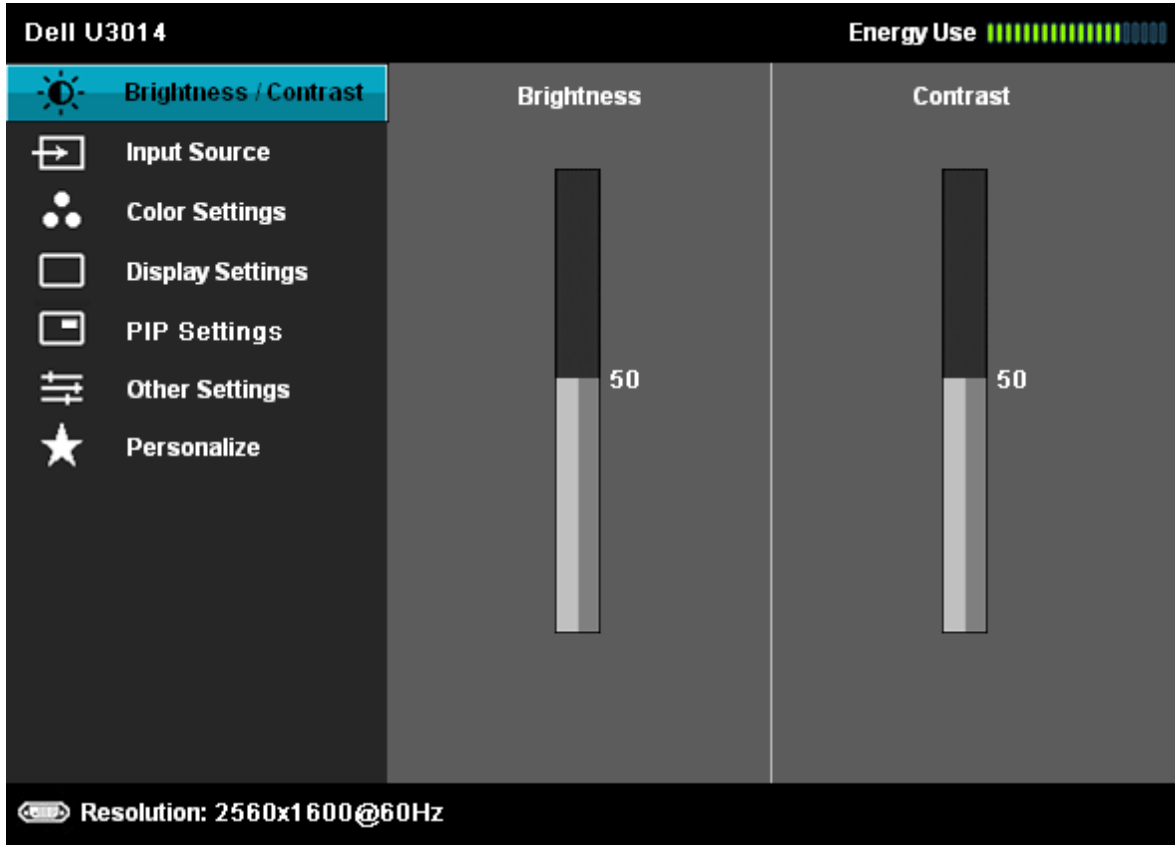 Dell U3014
Energy Use
Brightness / Contrast
Input Source
Color Settings
Display Settings
PIP Settings
Other Settings
Personalize
Brightness
50
Contrast
50
Resolution: 2560x1600@60Hz